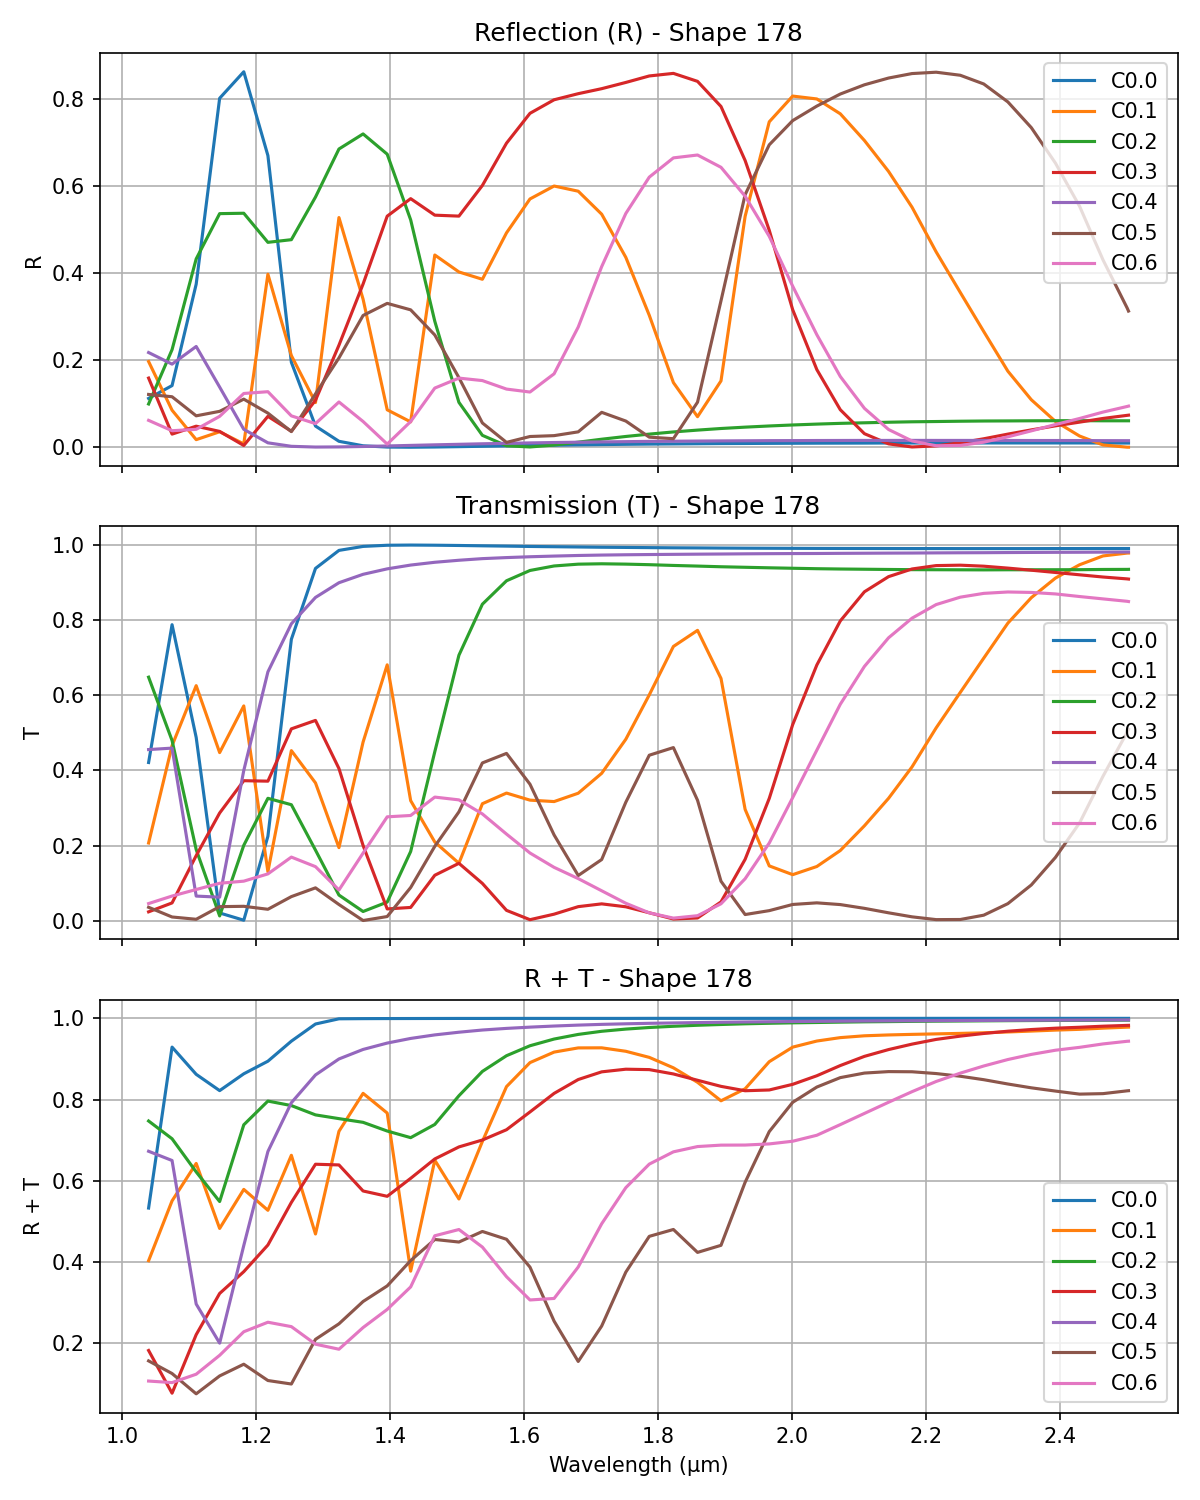 Reflection (R) - Shape 178
R
0.8
0.6
0.4
0.2
0.0
C0.0
C0.1
C0.2
C0.3
C0.4
C0.5
C0.6
Transmission (T) - Shape 178
T
1.0
0.8
0.6
0.4
0.2
0.0
C0.0
C0.1
C0.2
C0.3
C0.4
C0.5
C0.6
R + T - Shape 178
R + T
1.0
0.8
0.6
0.4
0.2
C0.0
C0.1
C0.2
C0.3
C0.4
C0.5
C0.6
1.0 1.2 1.4 1.6 1.8 2.0 2.2 2.4
Wavelength (μm)